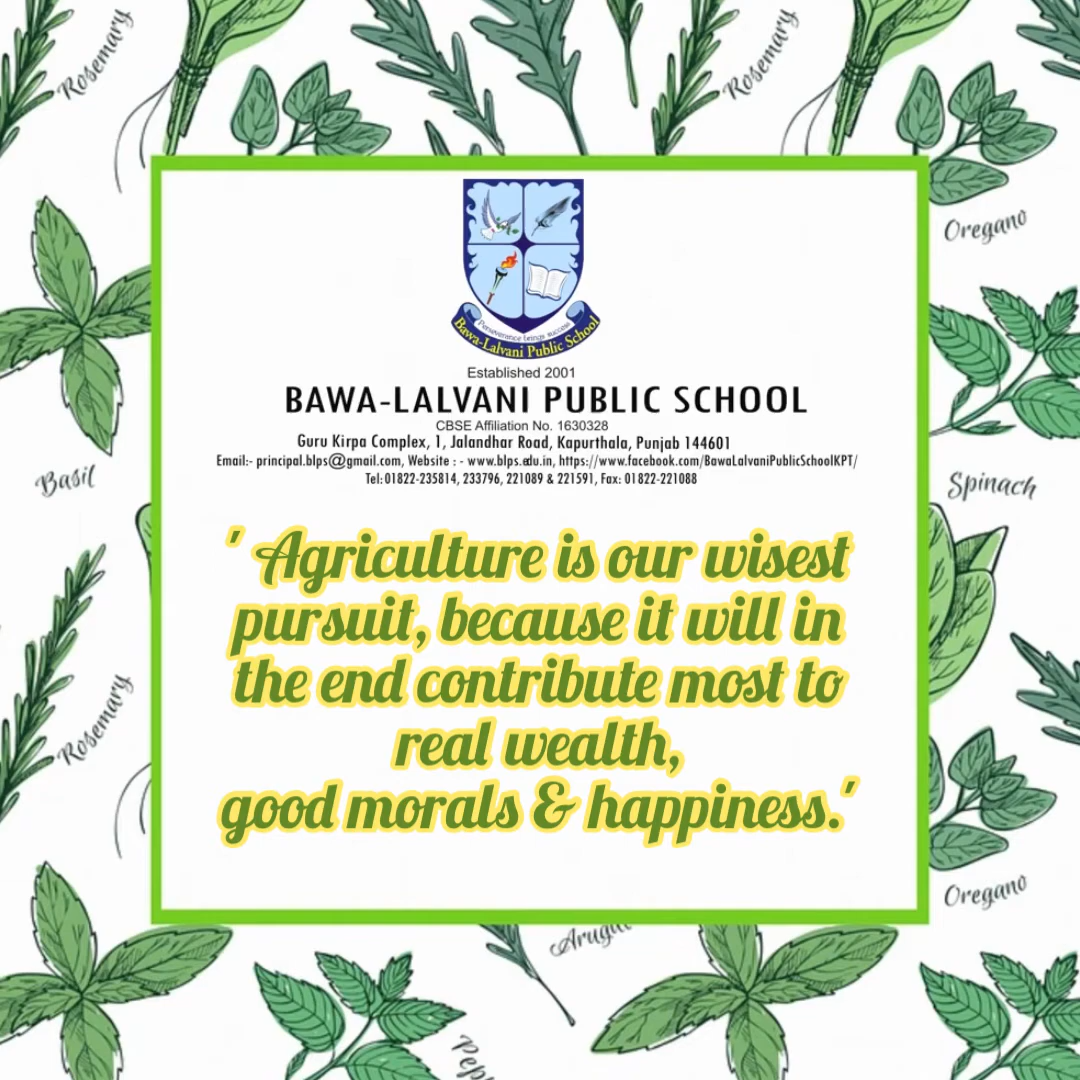 Rosemary
Rosemary
Oregano
Perseverance brings success
Bawa-Lalvani Public School
Established 2001
BAWA-LALVANI PUBLIC SCHOOL
CBSE Affiliation No. 1630328
Guru Kirpa Complex, 1, Jalandhar Road, Kapurthala, Punjab 144601
Email:- principal.blps@gmail.com, Website : - www.blps.edu.in, https://www.facebook.com/BawaLalvaniPublicSchoolKPT/
Tel: 01822-235814, 233796, 221089 & 221591, Fax: 01822-221088
Basil
Spinach
' Agriculture is our wisest
pursuit, because it will in
the end contribute most to
real wealth,
good morals & happiness.'
Rosemary
Oregano